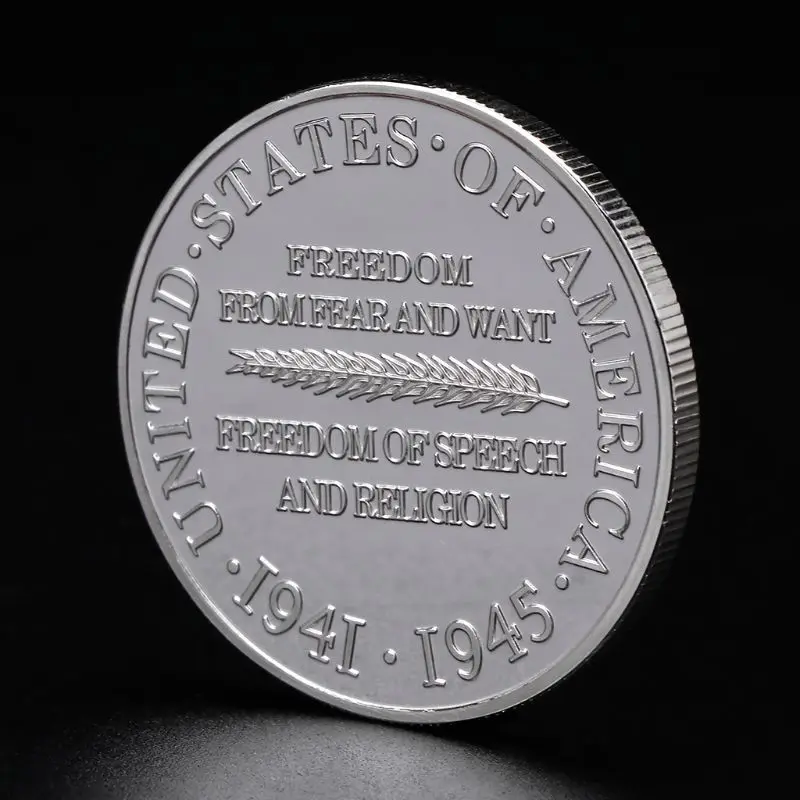 UNITED · STATES · OF · AMERICA ·
FREEDOM
FROM FEAR AND WANT
FREEDOM OF SPEECH
AND RELIGION
· 1941 · 1945 ·